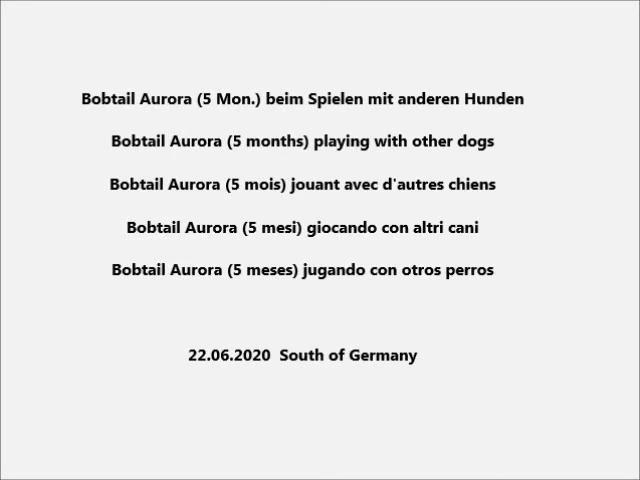 Bobtail Aurora (5 Mon.) beim Spielen mit anderen Hunden
Bobtail Aurora (5 months) playing with other dogs
Bobtail Aurora (5 mois) jouant avec d'autres chiens
Bobtail Aurora (5 mesi) giocando con altri cani
Bobtail Aurora (5 meses) jugando con otros perros
22.06.2020  South of Germany